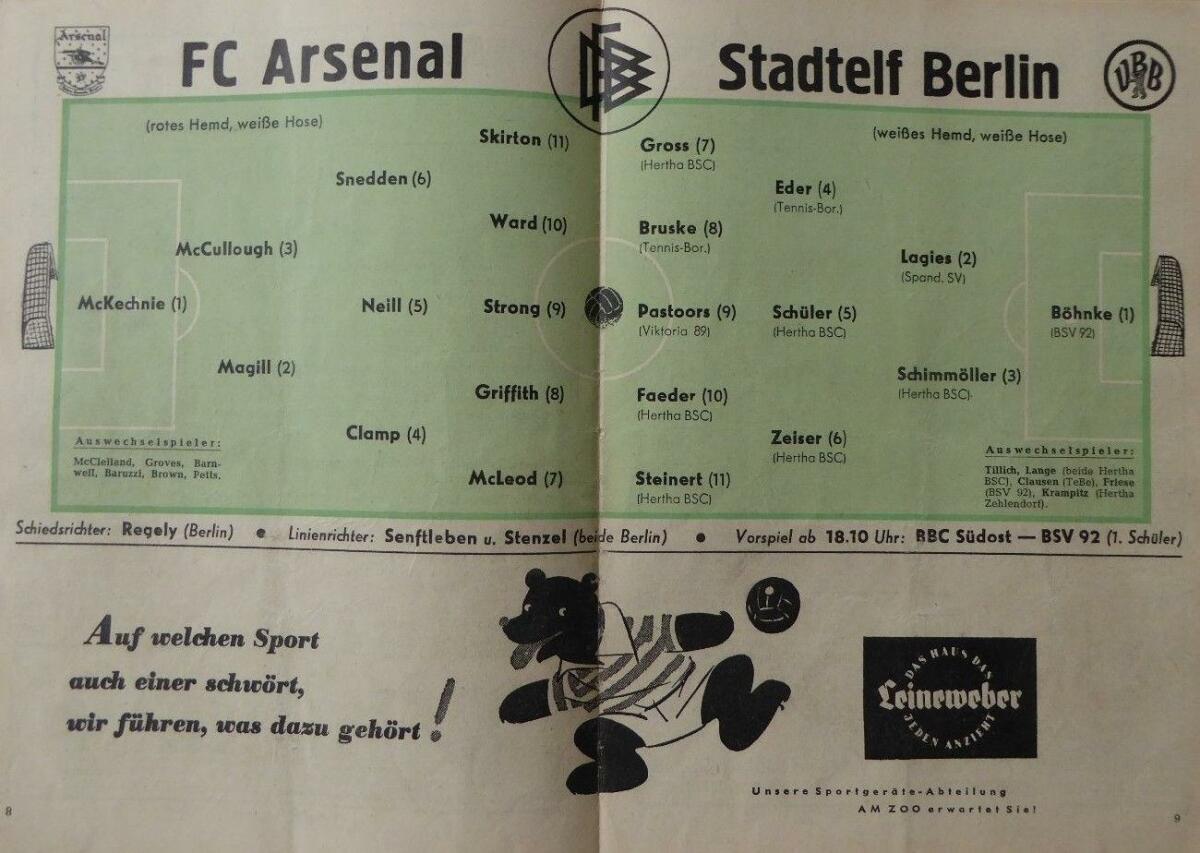 Arsenal
FC Arsenal
DFB
Stadtelf Berlin
VBB
(rotes Hemd, weiße Hose)
Skirton (11)
Snedden (6)
Ward (10)
McCullough (3)
McKechnie (1)
Neill (5)
Strong (9)
Magill (2)
Griffith (8)
Clamp (4)
McLeod (7)
Auswechselspieler:
McClelland, Groves, Barn-
well, Baruzzi, Brown, Petts.
(weißes Hemd, weiße Hose)
Gross (7)
(Hertha BSC)
Eder (4)
(Tennis-Bor.)
Bruske (8)
(Tennis-Bor.)
Lagies (2)
(Spand. SV)
Pastoors (9)
(Viktoria 89)
Schüler (5)
(Hertha BSC)
Böhnke (1)
(BSV 92)
Schimmöller (3)
(Hertha BSC)
Faeder (10)
(Hertha BSC)
Zeiser (6)
(Hertha BSC)
Steinert (11)
(Hertha BSC)
Auswechselspieler:
Tillich, Lange (beide Hertha
BSC), Clausen (TeBe), Friese
(BSV 92), Krampitz (Hertha
Zehlendorf).
Schiedsrichter: Regely (Berlin) • Linienrichter: Senftleben u. Stenzel (beide Berlin) • Vorspiel ab 18.10 Uhr: BBC Südost — BSV 92 (1. Schüler)
Auf welchen Sport
auch einer schwört,
wir führen, was dazu gehört!
DAS HAUS DAS
Leineweber
JEDEN ANZIEHT
Unsere Sportgeräte-Abteilung
AM ZOO erwartet Sie!
8
9